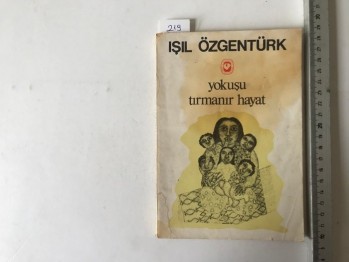 219
IŞIL ÖZGENTÜRK
yokuşu
tırmanır hayat